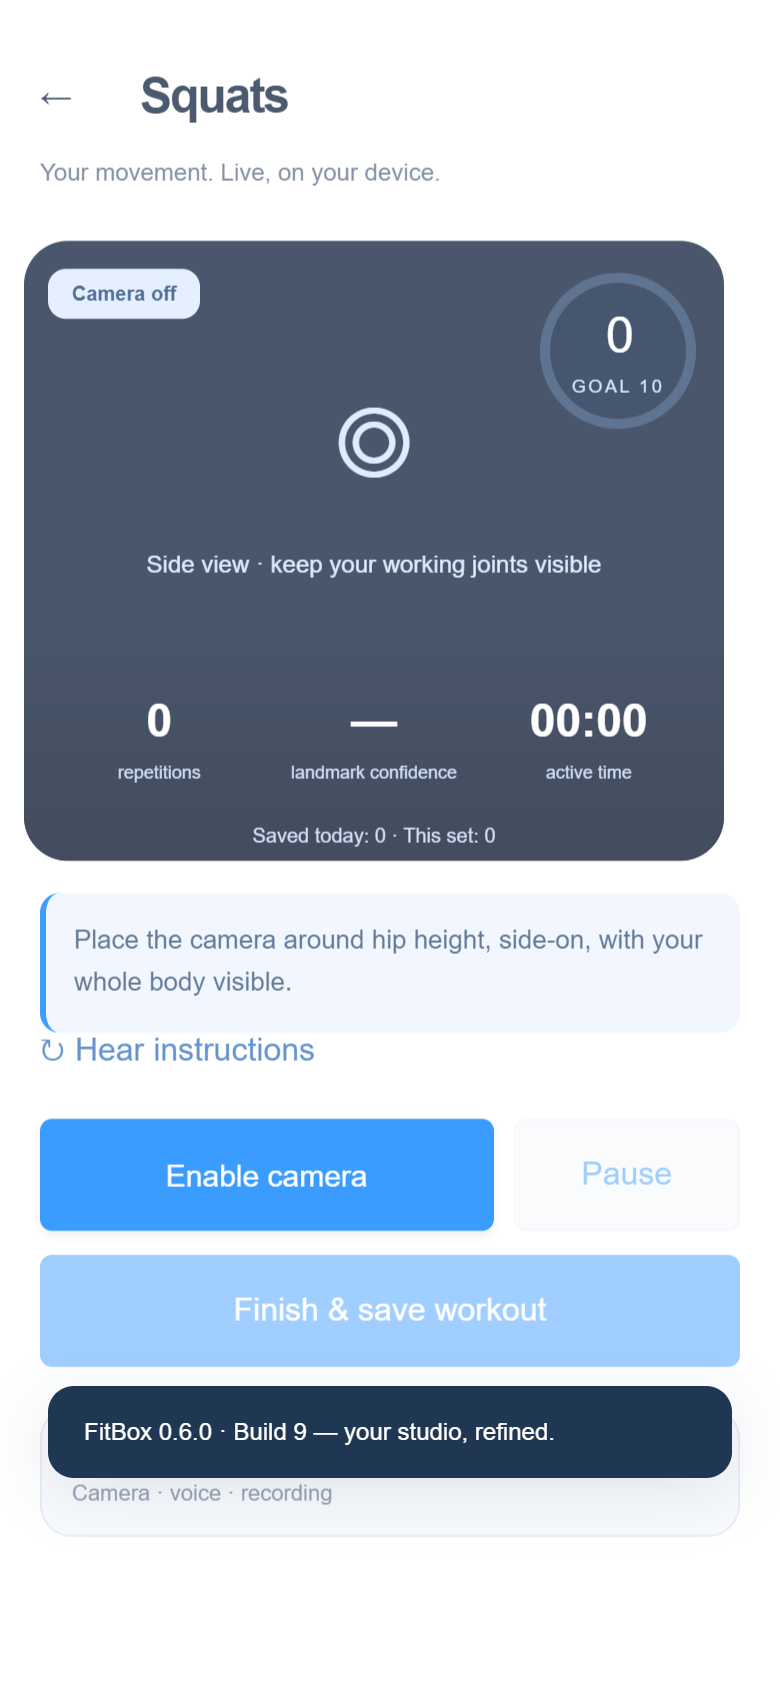 ← Squats
Your movement. Live, on your device.
Camera off
0
GOAL 10
Side view · keep your working joints visible
0 — 00:00
repetitions landmark confidence active time
Saved today: 0 · This set: 0
Place the camera around hip height, side-on, with your
whole body visible.
↻ Hear instructions
Enable camera Pause
Finish & save workout
FitBox 0.6.0 · Build 9 — your studio, refined.
Camera · voice · recording